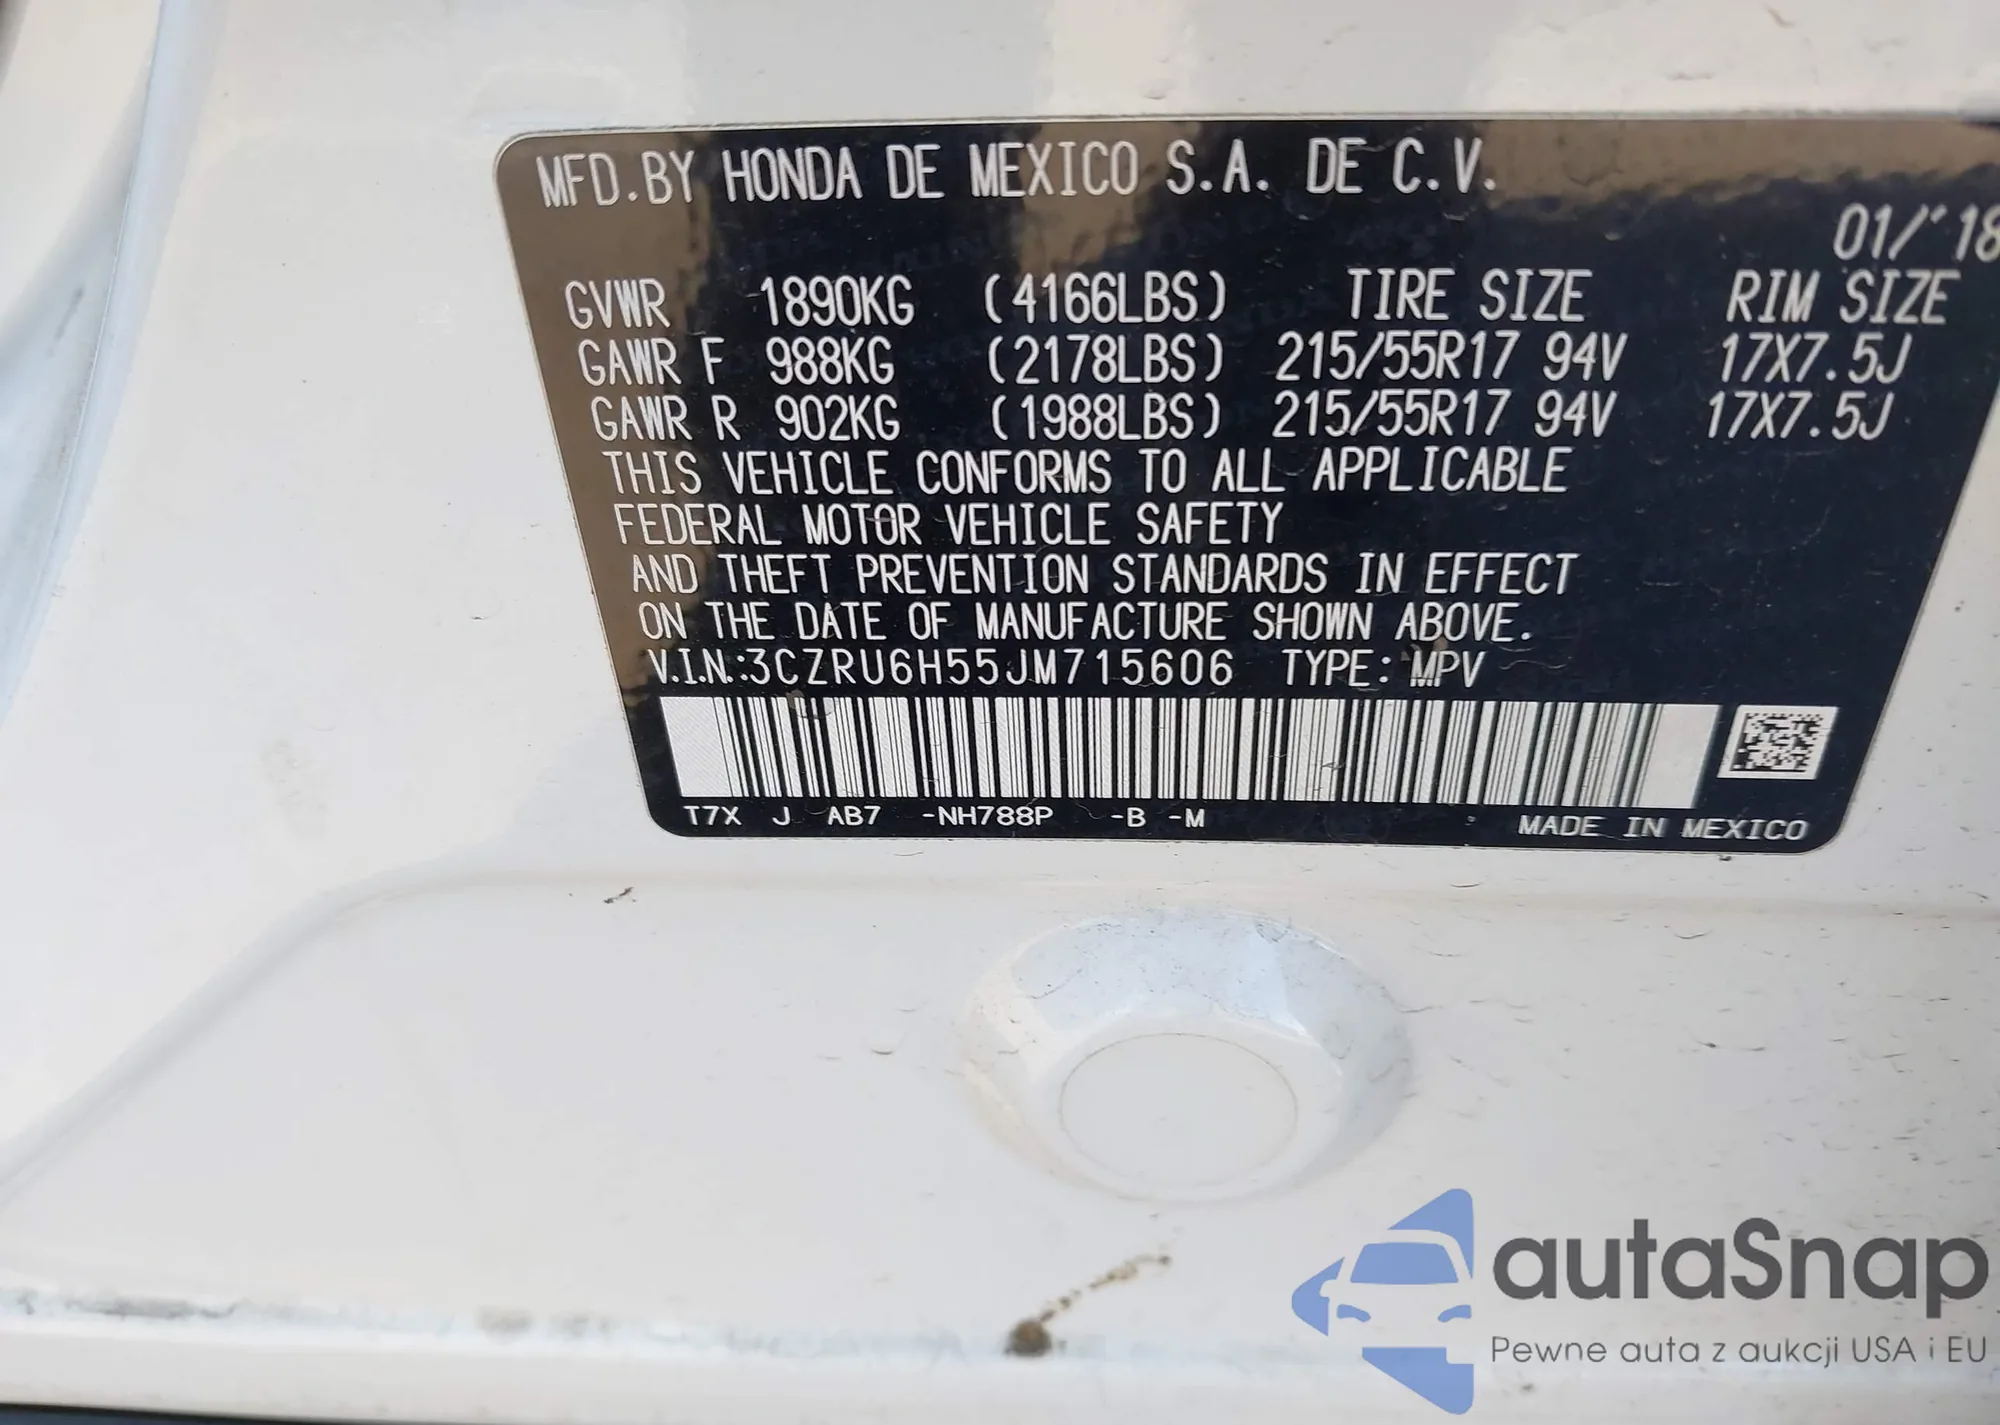 MFD.BY HONDA DE MEXICO S.A. DE C.V.
01/'18
GVWR 1890KG (4166LBS) TIRE SIZE RIM SIZE
GAWR F 988KG (2178LBS) 215/55R17 94V 17X7.5J
GAWR R 902KG (1988LBS) 215/55R17 94V 17X7.5J
THIS VEHICLE CONFORMS TO ALL APPLICABLE
FEDERAL MOTOR VEHICLE SAFETY
AND THEFT PREVENTION STANDARDS IN EFFECT
ON THE DATE OF MANUFACTURE SHOWN ABOVE.
V.I.N.:3CZRU6H55JM715606 TYPE: MPV
T7X J AB7 -NH788P -B -M MADE IN MEXICO
autaSnap
Pewne auta z aukcji USA i EU